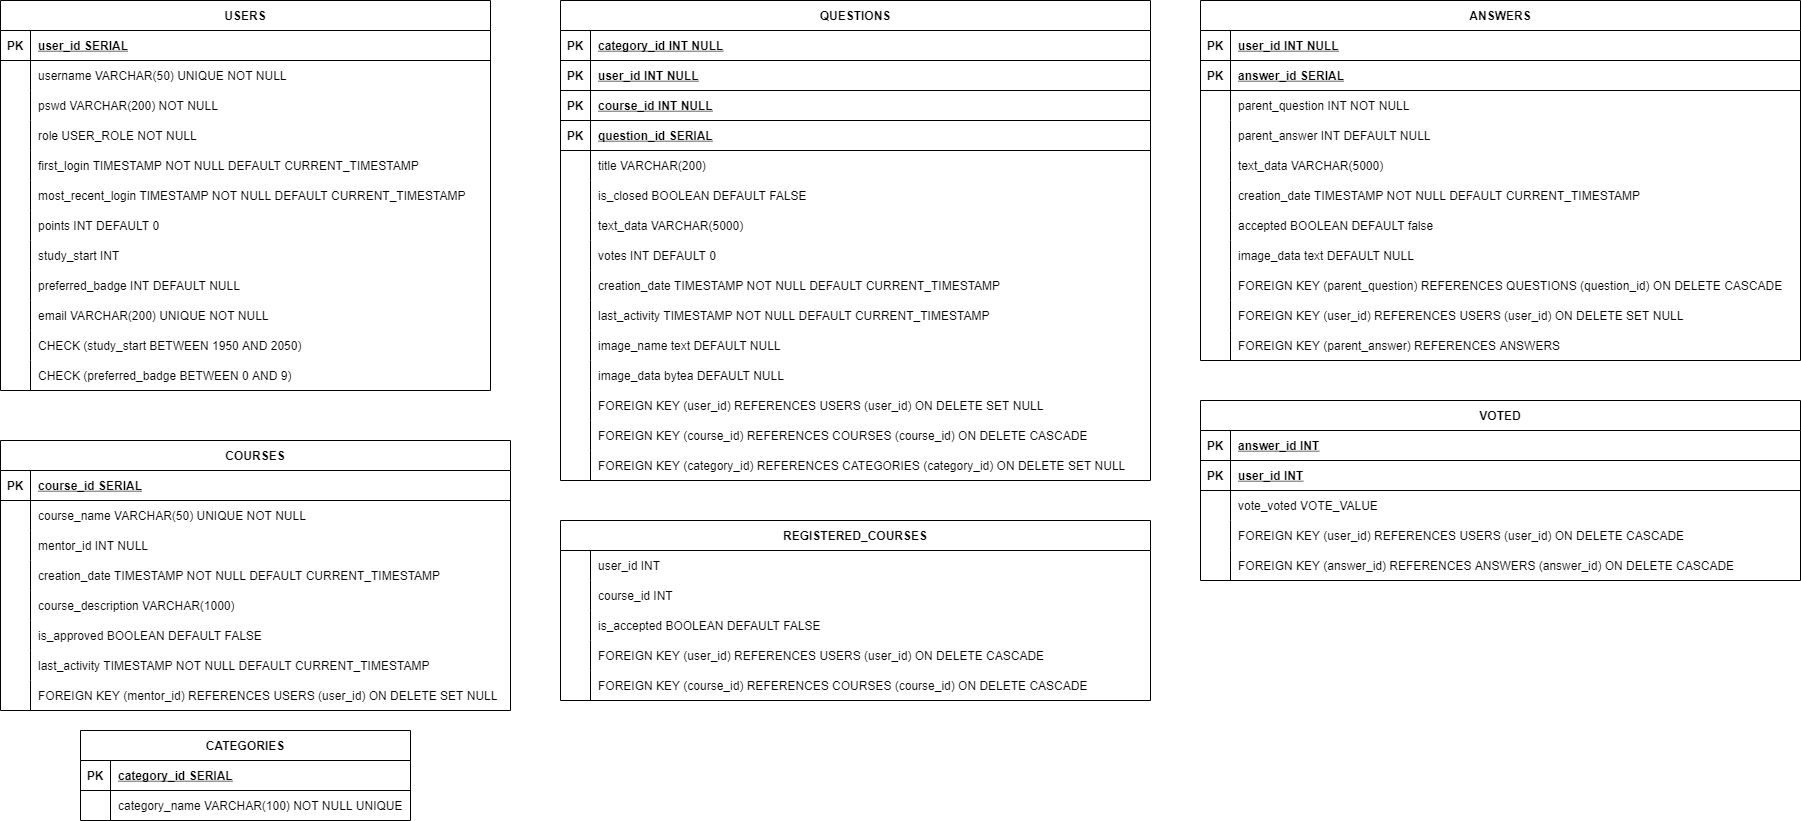 USERS
PK user_id SERIAL
username VARCHAR(50) UNIQUE NOT NULL
pswd VARCHAR(200) NOT NULL
role USER_ROLE NOT NULL
first_login TIMESTAMP NOT NULL DEFAULT CURRENT_TIMESTAMP
most_recent_login TIMESTAMP NOT NULL DEFAULT CURRENT_TIMESTAMP
points INT DEFAULT 0
study_start INT
preferred_badge INT DEFAULT NULL
email VARCHAR(200) UNIQUE NOT NULL
CHECK (study_start BETWEEN 1950 AND 2050)
CHECK (preferred_badge BETWEEN 0 AND 9)
COURSES
PK course_id SERIAL
course_name VARCHAR(50) UNIQUE NOT NULL
mentor_id INT NULL
creation_date TIMESTAMP NOT NULL DEFAULT CURRENT_TIMESTAMP
course_description VARCHAR(1000)
is_approved BOOLEAN DEFAULT FALSE
last_activity TIMESTAMP NOT NULL DEFAULT CURRENT_TIMESTAMP
FOREIGN KEY (mentor_id) REFERENCES USERS (user_id) ON DELETE SET NULL
CATEGORIES
PK category_id SERIAL
category_name VARCHAR(100) NOT NULL UNIQUE
QUESTIONS
PK category_id INT NULL
PK user_id INT NULL
PK course_id INT NULL
PK question_id SERIAL
title VARCHAR(200)
is_closed BOOLEAN DEFAULT FALSE
text_data VARCHAR(5000)
votes INT DEFAULT 0
creation_date TIMESTAMP NOT NULL DEFAULT CURRENT_TIMESTAMP
last_activity TIMESTAMP NOT NULL DEFAULT CURRENT_TIMESTAMP
image_name text DEFAULT NULL
image_data bytea DEFAULT NULL
FOREIGN KEY (user_id) REFERENCES USERS (user_id) ON DELETE SET NULL
FOREIGN KEY (course_id) REFERENCES COURSES (course_id) ON DELETE CASCADE
FOREIGN KEY (category_id) REFERENCES CATEGORIES (category_id) ON DELETE SET NULL
REGISTERED_COURSES
user_id INT
course_id INT
is_accepted BOOLEAN DEFAULT FALSE
FOREIGN KEY (user_id) REFERENCES USERS (user_id) ON DELETE CASCADE
FOREIGN KEY (course_id) REFERENCES COURSES (course_id) ON DELETE CASCADE
ANSWERS
PK user_id INT NULL
PK answer_id SERIAL
parent_question INT NOT NULL
parent_answer INT DEFAULT NULL
text_data VARCHAR(5000)
creation_date TIMESTAMP NOT NULL DEFAULT CURRENT_TIMESTAMP
accepted BOOLEAN DEFAULT false
image_data text DEFAULT NULL
FOREIGN KEY (parent_question) REFERENCES QUESTIONS (question_id) ON DELETE CASCADE
FOREIGN KEY (user_id) REFERENCES USERS (user_id) ON DELETE SET NULL
FOREIGN KEY (parent_answer) REFERENCES ANSWERS
VOTED
PK answer_id INT
PK user_id INT
vote_voted VOTE_VALUE
FOREIGN KEY (user_id) REFERENCES USERS (user_id) ON DELETE CASCADE
FOREIGN KEY (answer_id) REFERENCES ANSWERS (answer_id) ON DELETE CASCADE